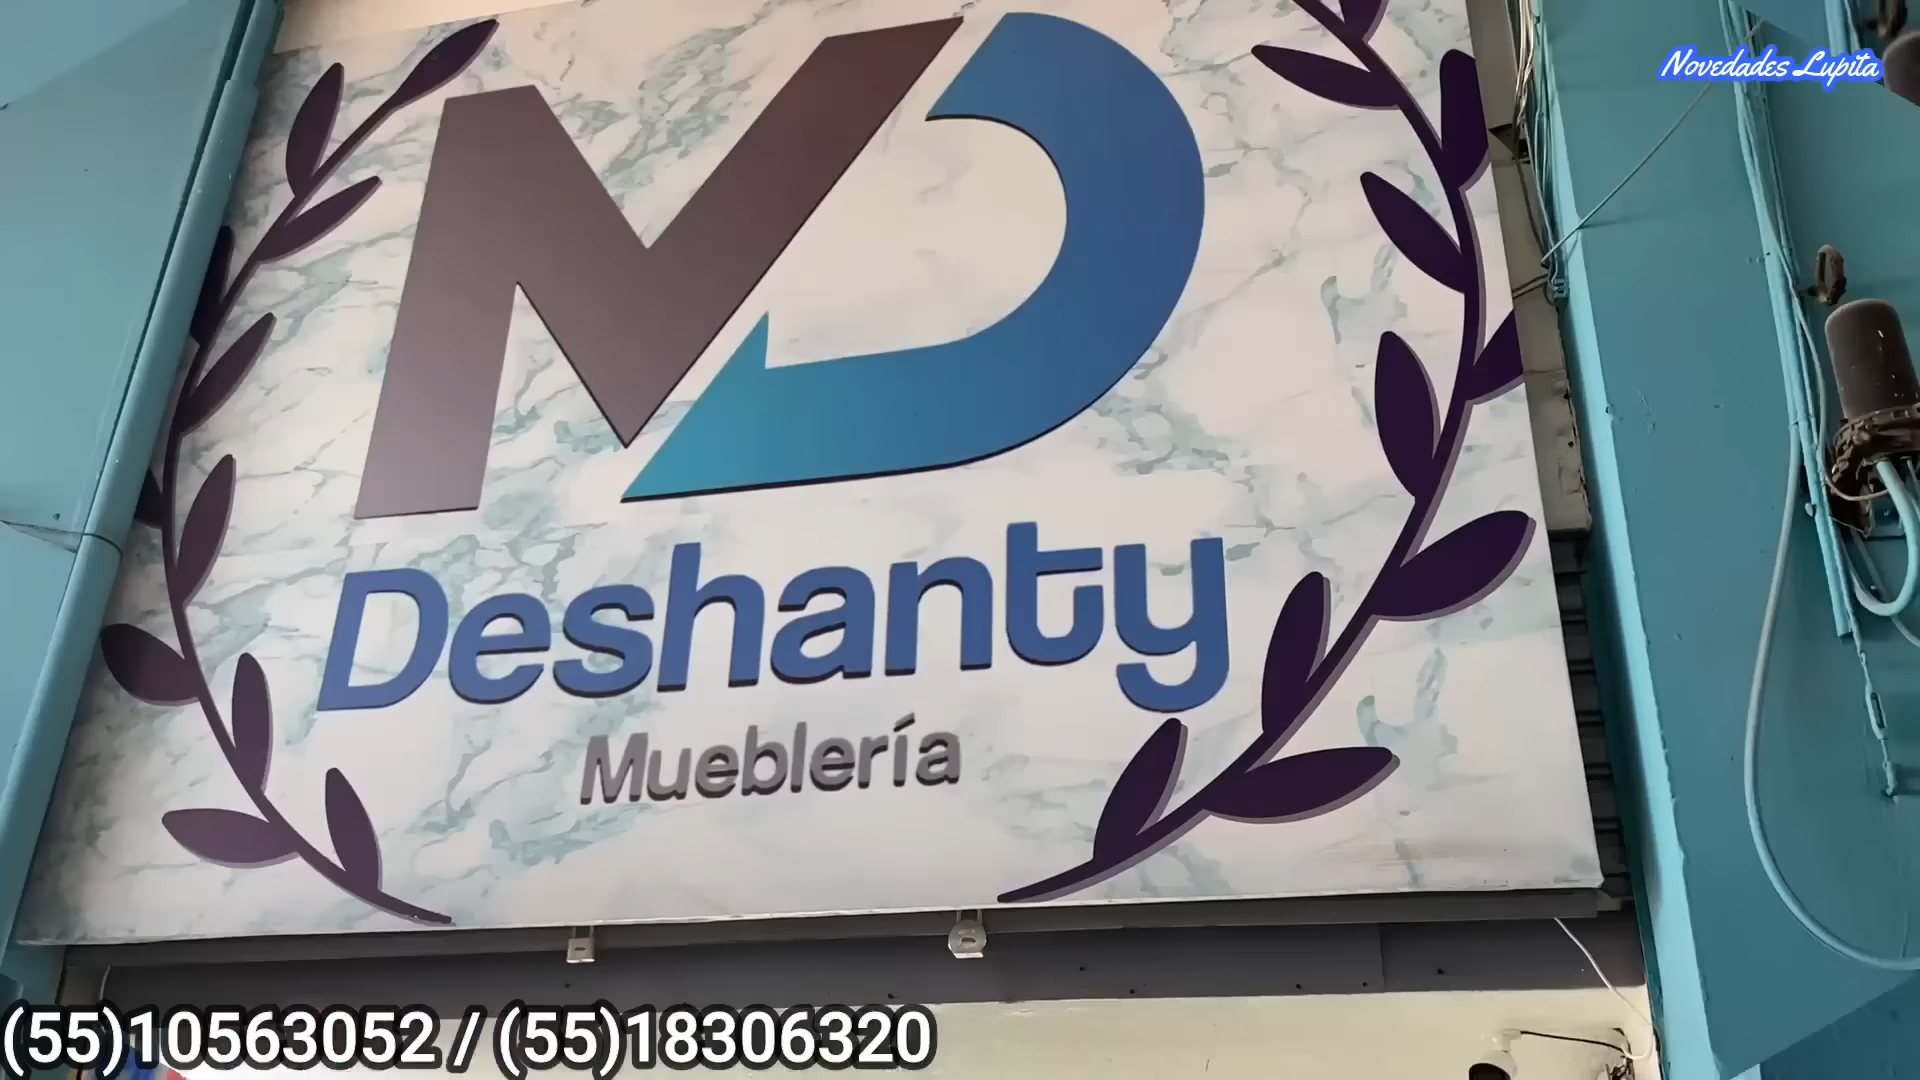 Novedades Lupita
MD
Deshanty
Mueblería
(55)10563052 / (55)18306320